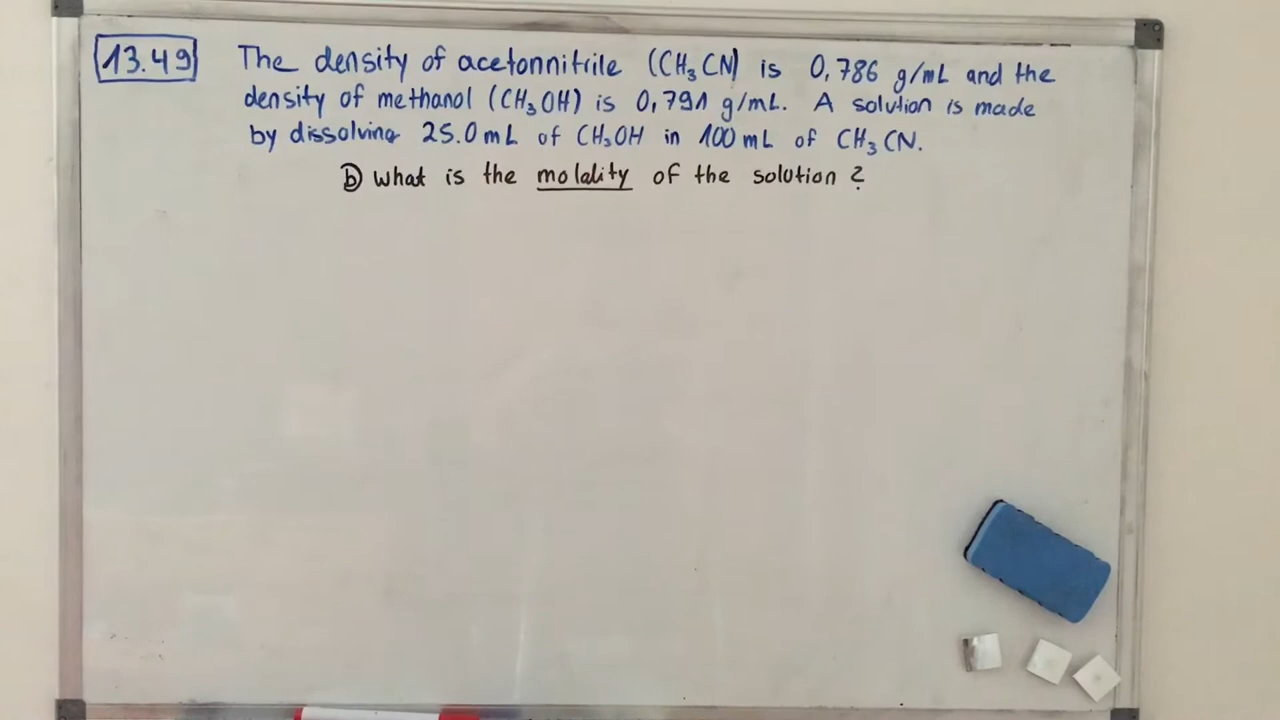 13.49 The density of acetonnitrile (CH₃CN) is 0,786 g/mL and the
density of methanol (CH₃OH) is 0,791 g/mL. A solution is made
by dissolving 25.0 mL of CH₃OH in 100 mL of CH₃CN.
b) what is the molality of the solution?